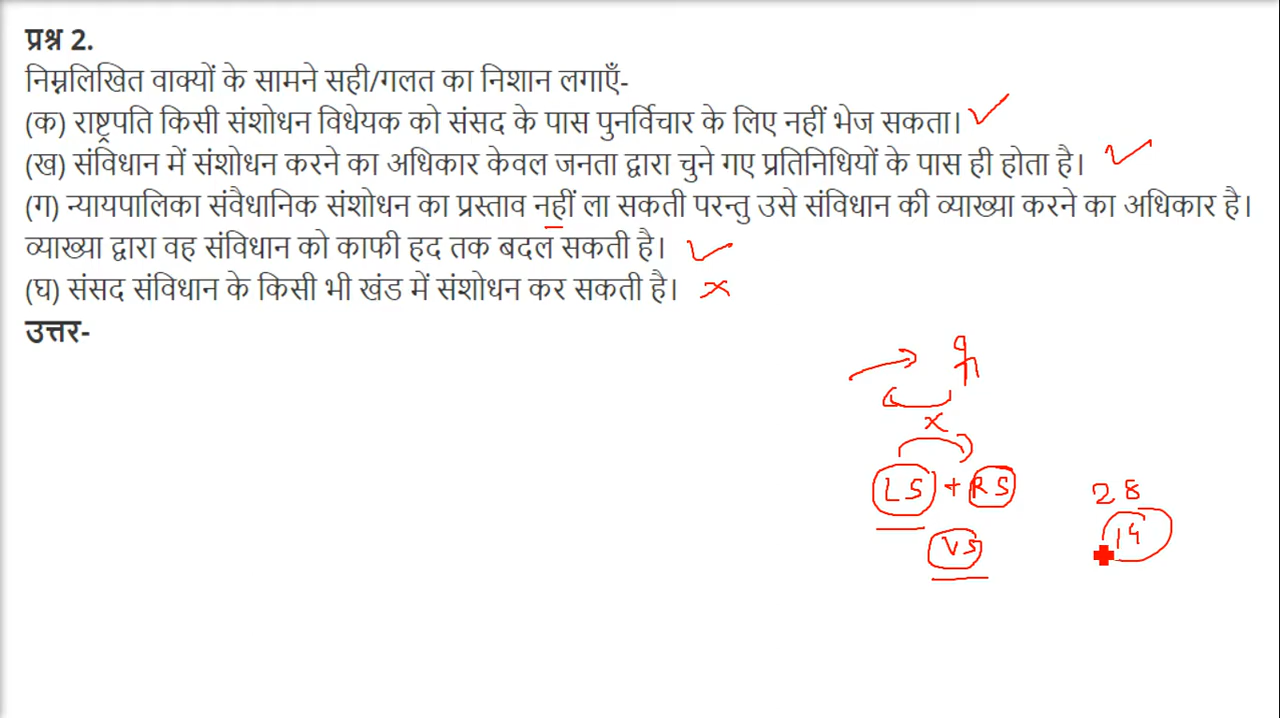 प्रश्न 2.
निम्नलिखित वाक्यों के सामने सही/गलत का निशान लगाएँ-
(क) राष्ट्रपति किसी संशोधन विधेयक को संसद के पास पुनर्विचार के लिए नहीं भेज सकता।
(ख) संविधान में संशोधन करने का अधिकार केवल जनता द्वारा चुने गए प्रतिनिधियों के पास ही होता है।
(ग) न्यायपालिका संवैधानिक संशोधन का प्रस्ताव नहीं ला सकती परन्तु उसे संविधान की व्याख्या करने का अधिकार है।
व्याख्या द्वारा वह संविधान को काफी हद तक बदल सकती है।
(घ) संसद संविधान के किसी भी खंड में संशोधन कर सकती है। x
उत्तर-
x
LS + RS
28
VS
14